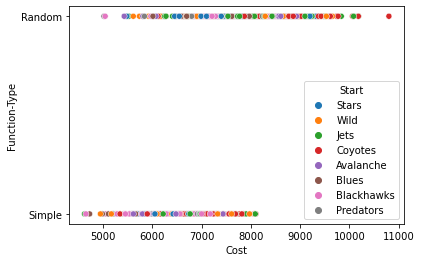 Random
Simple
Function-Type
Start
Stars
Wild
Jets
Coyotes
Avalanche
Blues
Blackhawks
Predators
5000 6000 7000 8000 9000 10000 11000
Cost